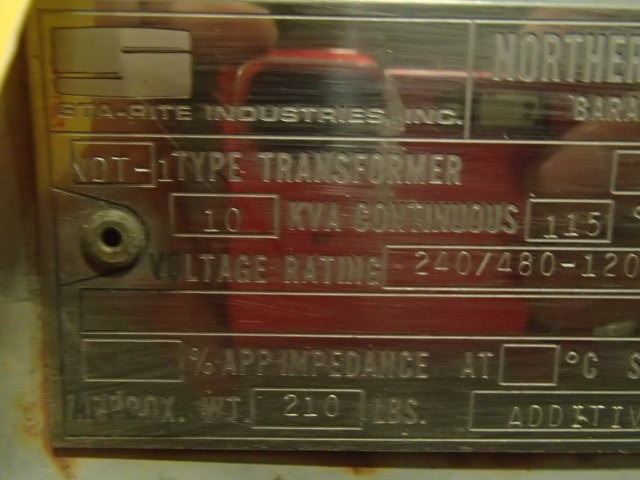 STA-RITE INDUSTRIES, INC.
NORTHER
BARA
NDT-1 TYPE TRANSFORMER
10 KVA CONTINUOUS 115 °
VOLTAGE RATING 240/480-120
% APP IMPEDANCE AT °C S
Approx. WT. 210 LBS. ADDITIV